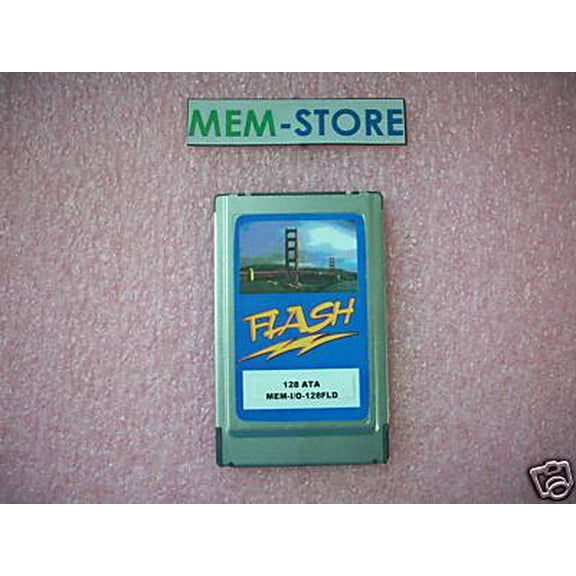 MEM-STORE
FLASH
128 ATA
MEM-I/O-128FLD